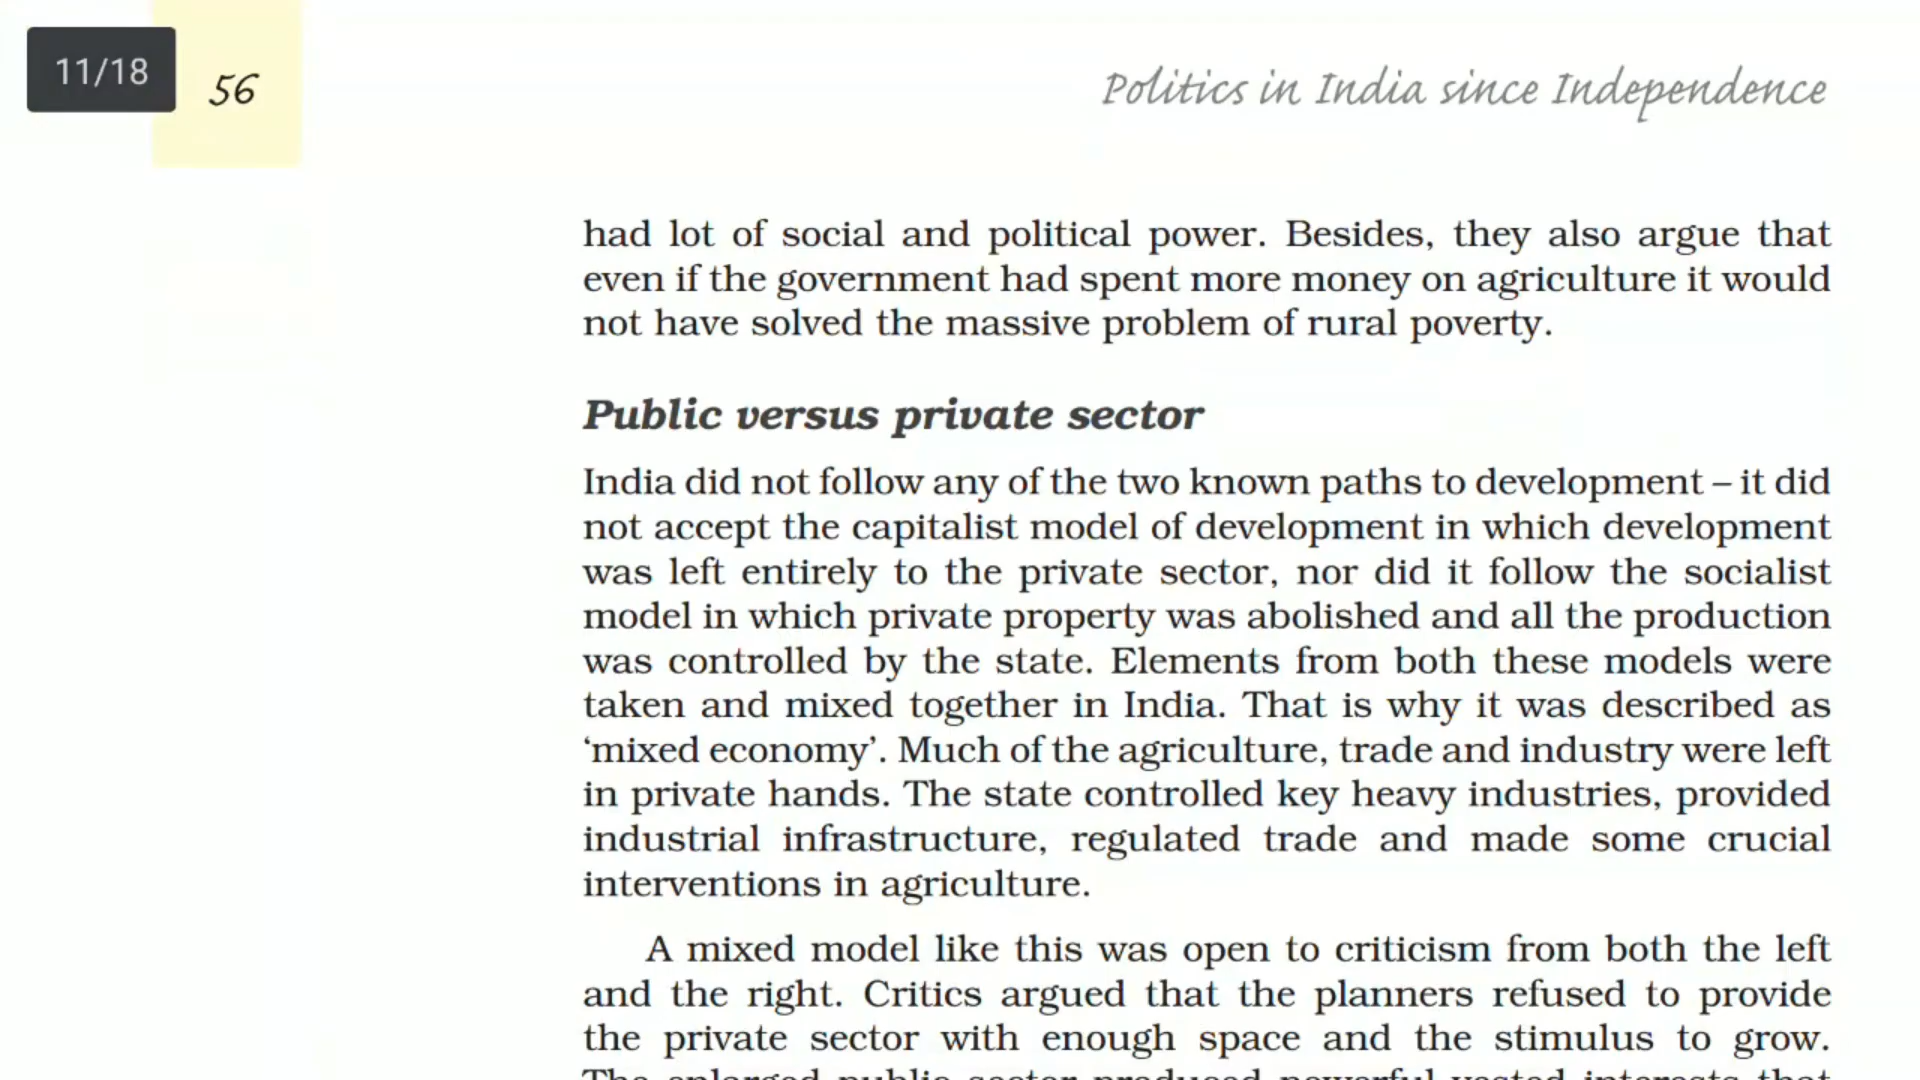 11/18
56
Politics in India since Independence
had lot of social and political power. Besides, they also argue that
even if the government had spent more money on agriculture it would
not have solved the massive problem of rural poverty.
Public versus private sector
India did not follow any of the two known paths to development – it did
not accept the capitalist model of development in which development
was left entirely to the private sector, nor did it follow the socialist
model in which private property was abolished and all the production
was controlled by the state. Elements from both these models were
taken and mixed together in India. That is why it was described as
‘mixed economy’. Much of the agriculture, trade and industry were left
in private hands. The state controlled key heavy industries, provided
industrial infrastructure, regulated trade and made some crucial
interventions in agriculture.
A mixed model like this was open to criticism from both the left
and the right. Critics argued that the planners refused to provide
the private sector with enough space and the stimulus to grow.
The enlarged public sector produced powerful vested interests that